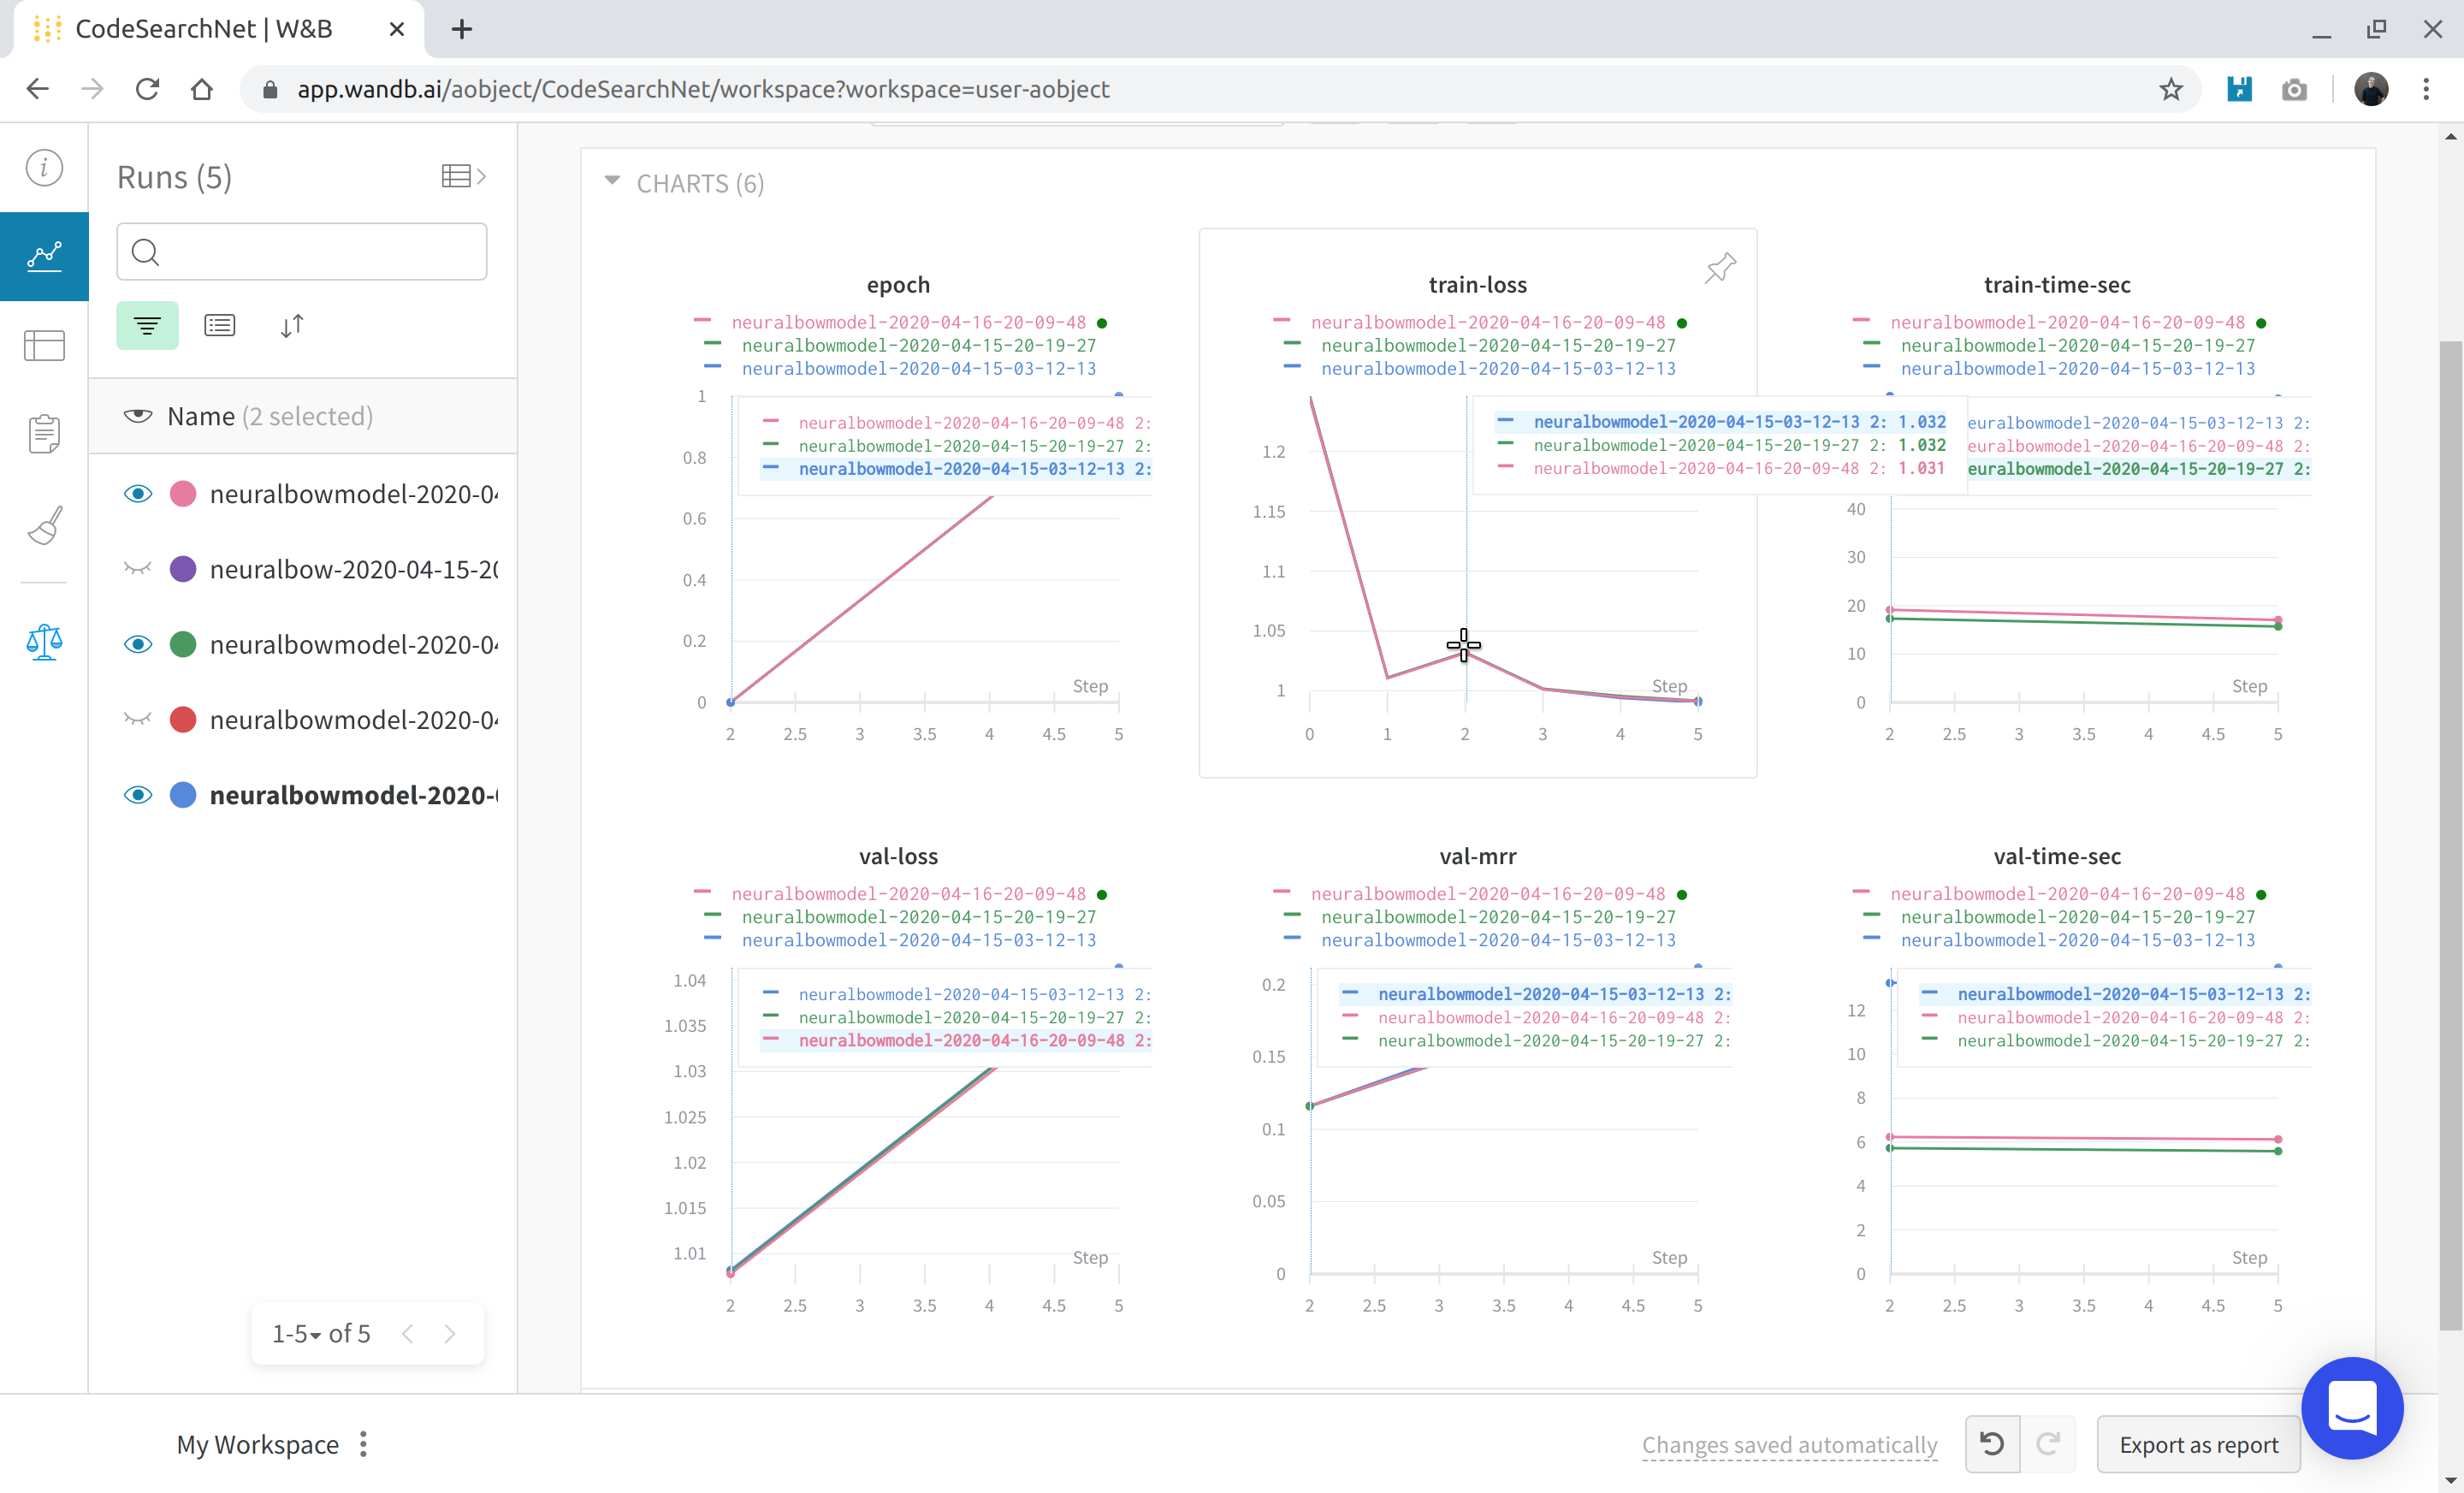 CodeSearchNet | W&B
app.wandb.ai/aobject/CodeSearchNet/workspace?workspace=user-aobject
Runs (5)
Name (2 selected)
neuralbowmodel-2020-04
neuralbow-2020-04-15-20
neuralbowmodel-2020-04
neuralbowmodel-2020-04
neuralbowmodel-2020-
1-5 of 5
CHARTS (6)
epoch
neuralbowmodel-2020-04-16-20-09-48
neuralbowmodel-2020-04-15-20-19-27
neuralbowmodel-2020-04-15-03-12-13
neuralbowmodel-2020-04-16-20-09-48 2:
neuralbowmodel-2020-04-15-20-19-27 2:
neuralbowmodel-2020-04-15-03-12-13 2:
1
0.8
0.6
0.4
0.2
0
Step
2 2.5 3 3.5 4 4.5 5
train-loss
neuralbowmodel-2020-04-16-20-09-48
neuralbowmodel-2020-04-15-20-19-27
neuralbowmodel-2020-04-15-03-12-13
neuralbowmodel-2020-04-15-03-12-13 2: 1.032
neuralbowmodel-2020-04-15-20-19-27 2: 1.032
neuralbowmodel-2020-04-16-20-09-48 2: 1.031
1.2
1.15
1.1
1.05
1
Step
0 1 2 3 4 5
train-time-sec
neuralbowmodel-2020-04-16-20-09-48
neuralbowmodel-2020-04-15-20-19-27
neuralbowmodel-2020-04-15-03-12-13
euralbowmodel-2020-04-15-03-12-13 2:
euralbowmodel-2020-04-16-20-09-48 2:
euralbowmodel-2020-04-15-20-19-27 2:
40
30
20
10
0
Step
2 2.5 3 3.5 4 4.5 5
val-loss
neuralbowmodel-2020-04-16-20-09-48
neuralbowmodel-2020-04-15-20-19-27
neuralbowmodel-2020-04-15-03-12-13
neuralbowmodel-2020-04-15-03-12-13 2:
neuralbowmodel-2020-04-15-20-19-27 2:
neuralbowmodel-2020-04-16-20-09-48 2:
1.04
1.035
1.03
1.025
1.02
1.015
1.01
Step
2 2.5 3 3.5 4 4.5 5
val-mrr
neuralbowmodel-2020-04-16-20-09-48
neuralbowmodel-2020-04-15-20-19-27
neuralbowmodel-2020-04-15-03-12-13
neuralbowmodel-2020-04-15-03-12-13 2:
neuralbowmodel-2020-04-16-20-09-48 2:
neuralbowmodel-2020-04-15-20-19-27 2:
0.2
0.15
0.1
0.05
0
Step
2 2.5 3 3.5 4 4.5 5
val-time-sec
neuralbowmodel-2020-04-16-20-09-48
neuralbowmodel-2020-04-15-20-19-27
neuralbowmodel-2020-04-15-03-12-13
neuralbowmodel-2020-04-15-03-12-13 2:
neuralbowmodel-2020-04-16-20-09-48 2:
neuralbowmodel-2020-04-15-20-19-27 2:
12
10
8
6
4
2
0
Step
2 2.5 3 3.5 4 4.5 5
My Workspace
Changes saved automatically
Export as report